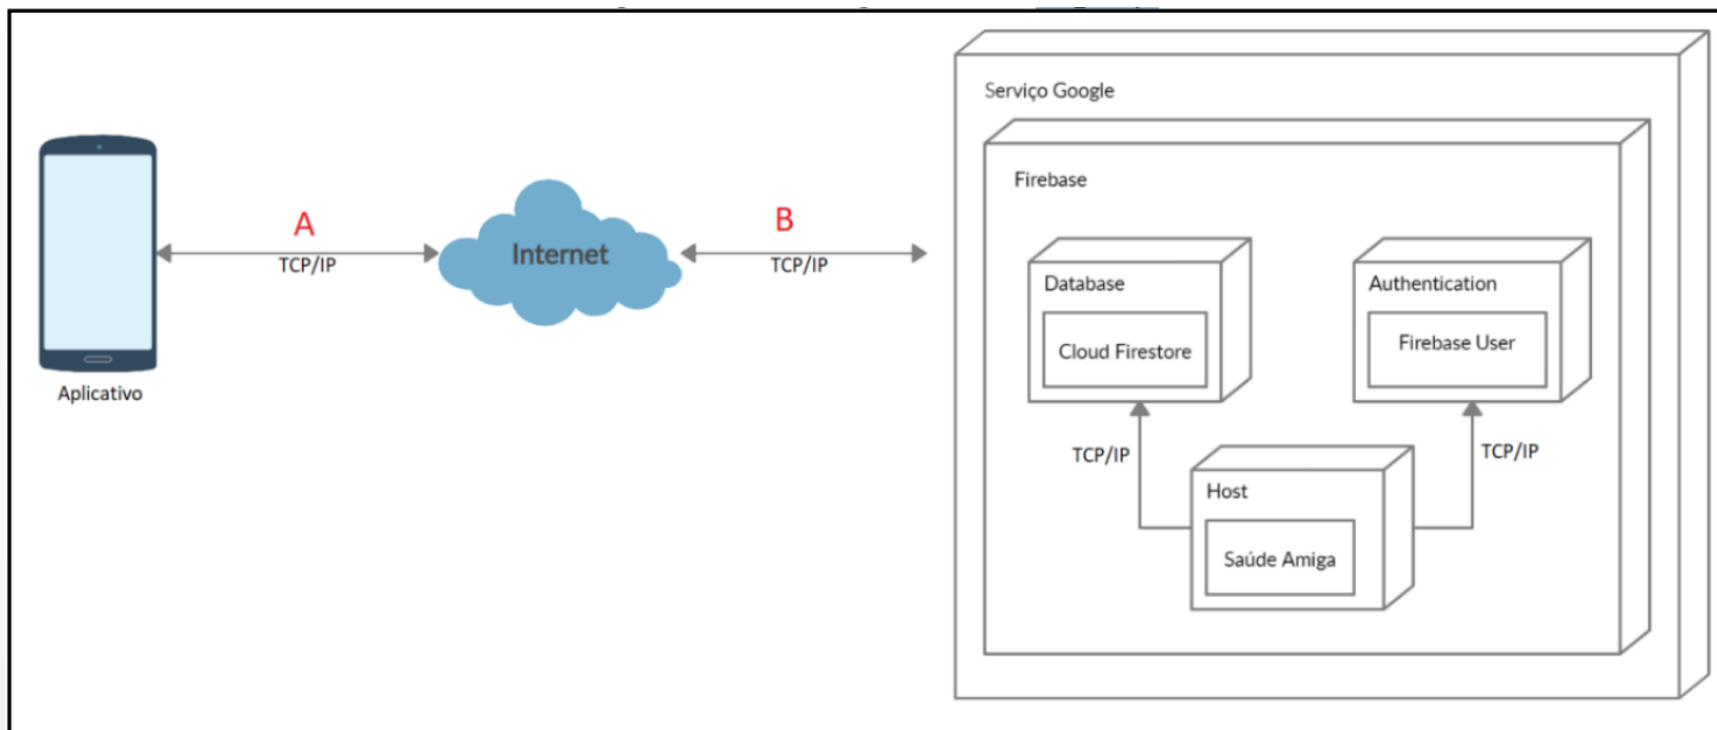 Serviço Google
Firebase
A
B
Internet
TCP/IP
TCP/IP
Aplicativo
Database
Authentication
Cloud Firestore
Firebase User
TCP/IP
TCP/IP
Host
Saúde Amiga